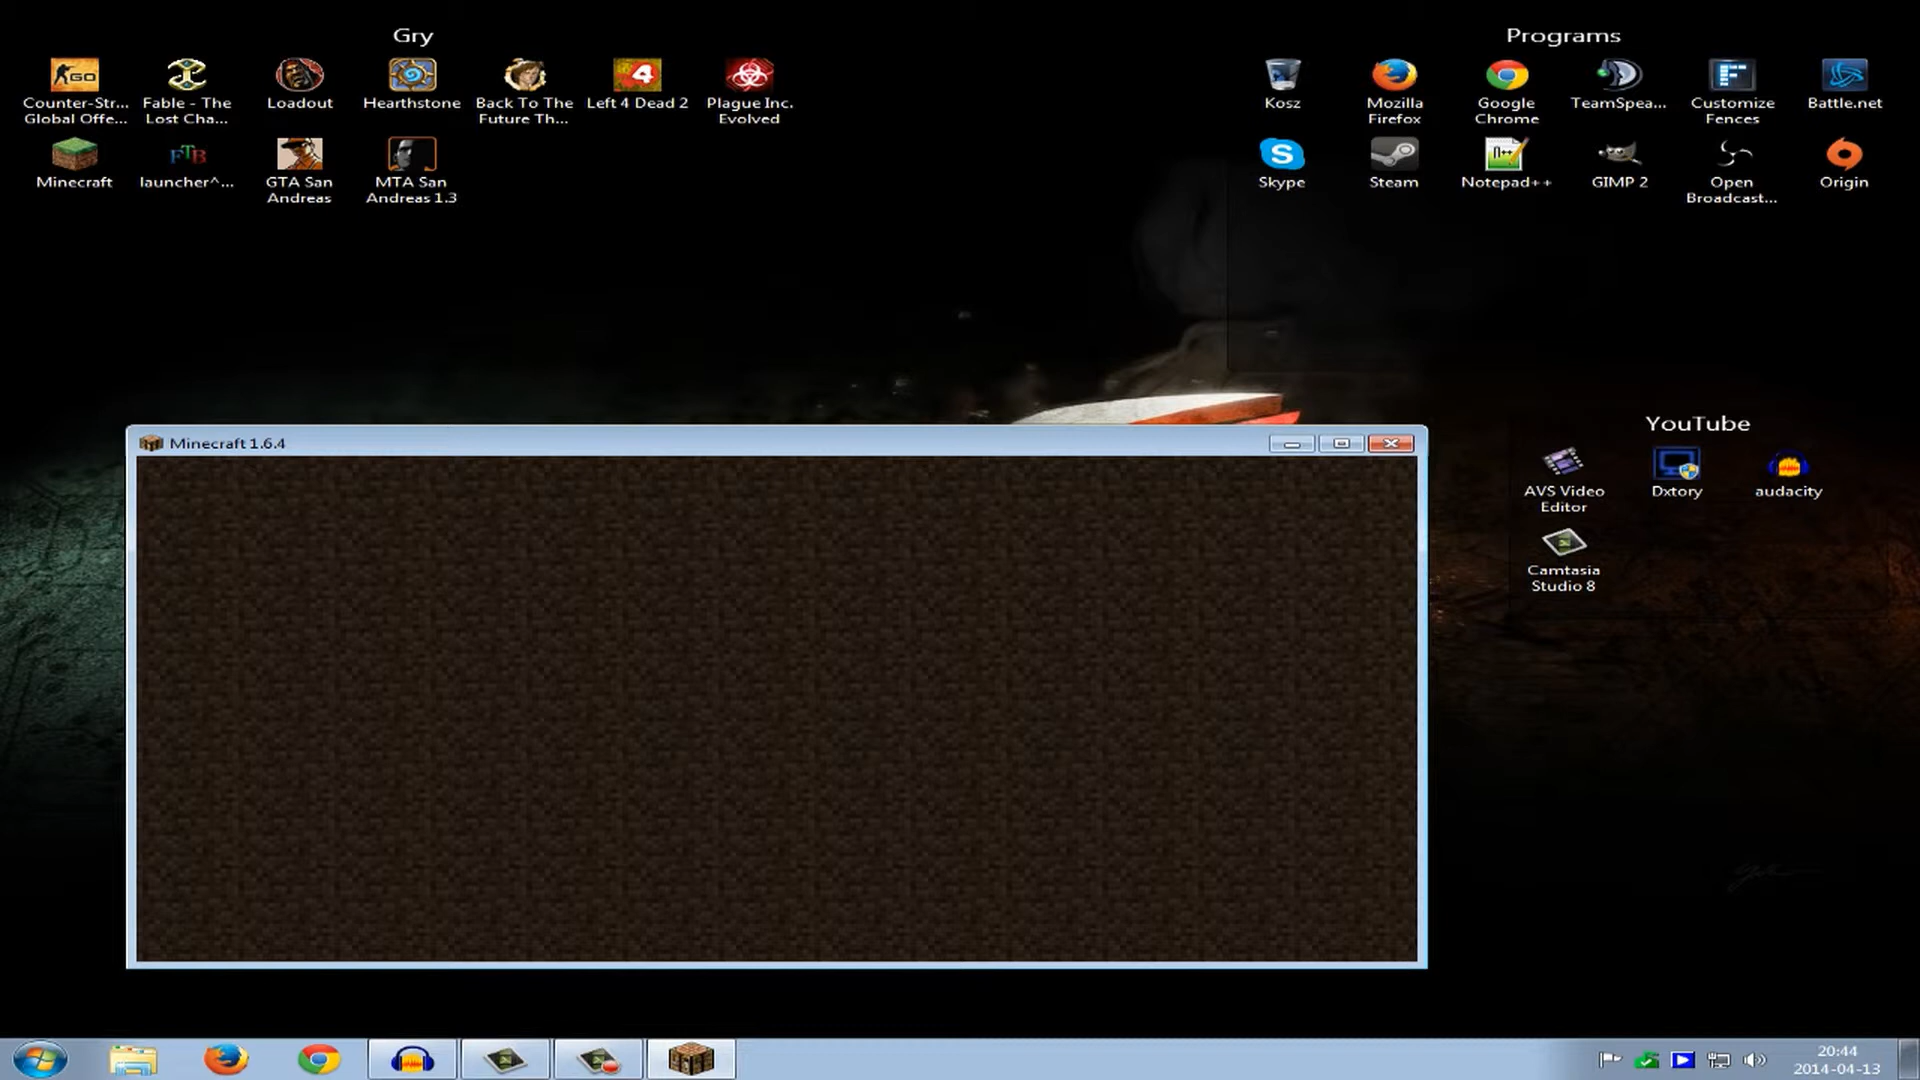 Gry
Programs
Counter-Str...
Global Offe...
Fable - The
Lost Cha...
Loadout
Hearthstone
Back To The
Future Th...
Left 4 Dead 2
Plague Inc.
Evolved
Kosz
Mozilla
Firefox
Google
Chrome
TeamSpea...
Customize
Fences
Battle.net
Minecraft
launcher^...
GTA San
Andreas
MTA San
Andreas 1.3
Skype
Steam
Notepad++
GIMP 2
Open
Broadcast...
Origin
YouTube
Minecraft 1.6.4
AVS Video
Editor
Dxtory
audacity
Camtasia
Studio 8
20:44
2014-04-13